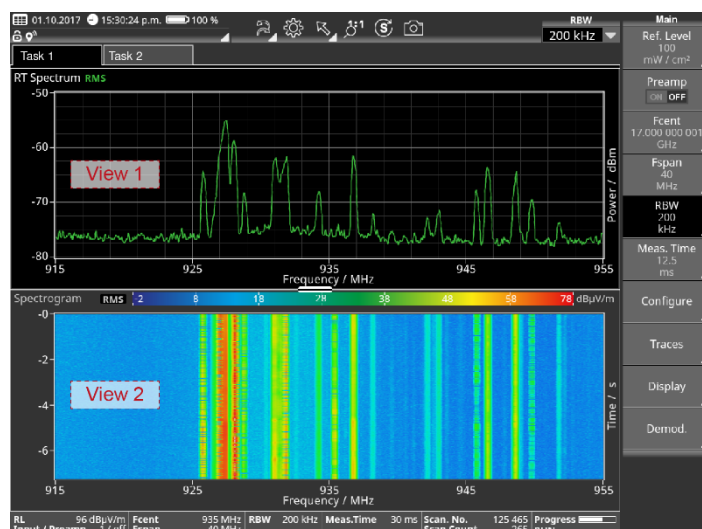 01.10.2017 15:30:24 p.m. 100 %
RBW
200 kHz
Task 1 Task 2
RT Spectrum RMS
-50
-60
-70
-80
View 1
Power / dBm
915 925 935 945 955
Frequency / MHz
Spectrogram RMS -2 8 18 28 38 48 58 78 dBµV/m
-0
-2
-4
-6
View 2
Time / s
915 925 935 945 955
Frequency / MHz
RL 96 dBµV/m Fcent 935 MHz RBW 200 kHz Meas.Time 30 ms Scan. No. 125 465 Progress
Main
Ref. Level
100
mW / cm²
Preamp
ON OFF
Fcent
17.000 000 001
GHz
Fspan
40
MHz
RBW
200
kHz
Meas. Time
12.5
ms
Configure
Traces
Display
Demod.